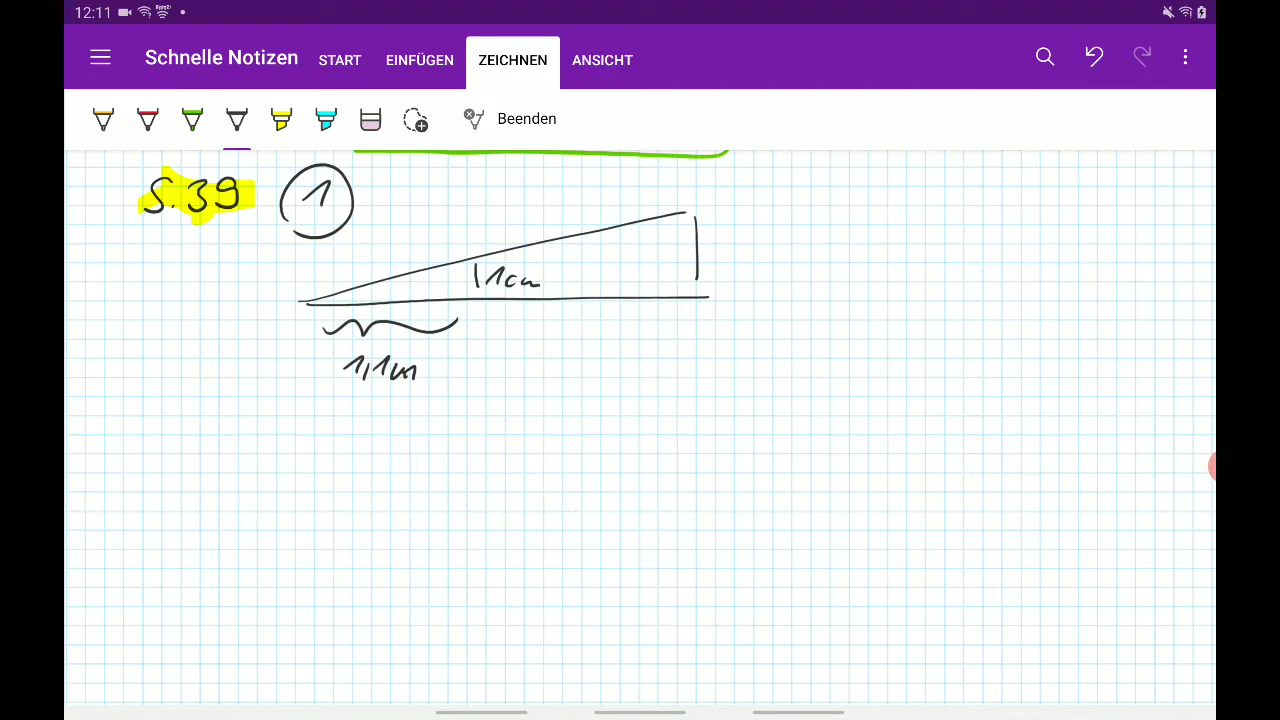 12:11
Schnelle Notizen START EINFÜGEN ZEICHNEN ANSICHT
Beenden
S. 39 1
1cm
1,1m